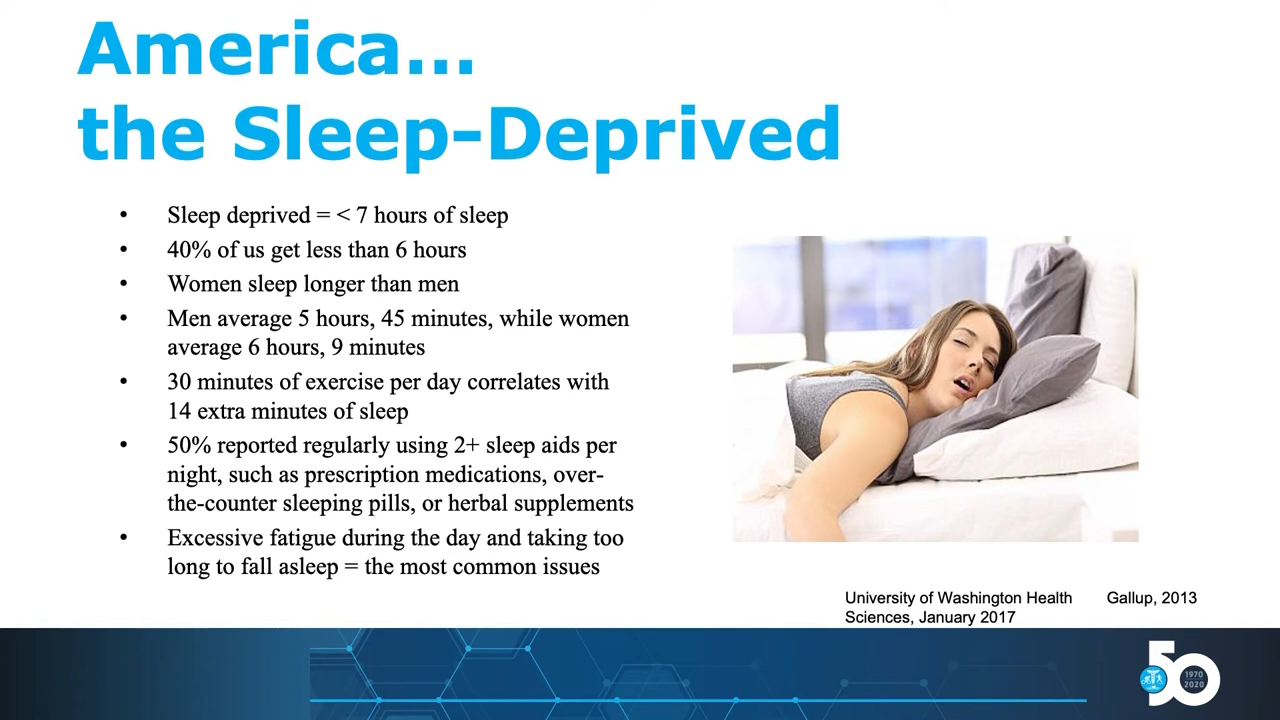 America...
the Sleep-Deprived
• Sleep deprived = < 7 hours of sleep
• 40% of us get less than 6 hours
• Women sleep longer than men
• Men average 5 hours, 45 minutes, while women
average 6 hours, 9 minutes
• 30 minutes of exercise per day correlates with
14 extra minutes of sleep
• 50% reported regularly using 2+ sleep aids per
night, such as prescription medications, over-
the-counter sleeping pills, or herbal supplements
• Excessive fatigue during the day and taking too
long to fall asleep = the most common issues
University of Washington Health
Sciences, January 2017
Gallup, 2013
50
1970
2020